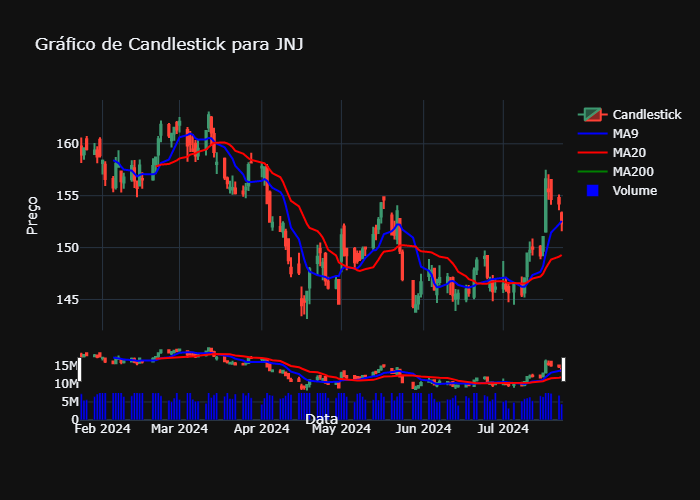 Gráfico de Candlestick para JNJ
Candlestick
MA9
MA20
MA200
Volume
Preço
160
155
150
145
15M
10M
5M
0
Feb 2024
Mar 2024
Apr 2024
May 2024
Jun 2024
Jul 2024
Data